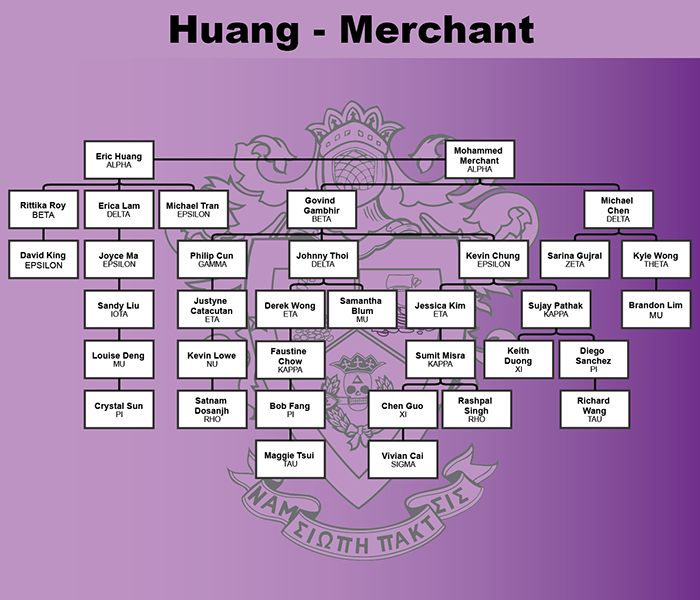 Huang - Merchant
Eric Huang
ALPHA
Mohammed
Merchant
ALPHA
Rittika Roy
BETA
Erica Lam
DELTA
Michael Tran
EPSILON
Govind
Gambhir
BETA
Michael
Chen
DELTA
David King
EPSILON
Joyce Ma
EPSILON
Philip Cun
GAMMA
Johnny Thoi
DELTA
Kevin Chung
EPSILON
Sarina Gujral
ZETA
Kyle Wong
THETA
Sandy Liu
IOTA
Justyne
Catacutan
ETA
Derek Wong
ETA
Samantha
Blum
MU
Jessica Kim
ETA
Sujay Pathak
KAPPA
Brandon Lim
MU
Louise Deng
MU
Kevin Lowe
NU
Faustine
Chow
KAPPA
Sumit Misra
KAPPA
Keith
Duong
XI
Diego
Sanchez
PI
Crystal Sun
PI
Satnam
Dosanjh
RHO
Bob Fang
PI
Chen Guo
XI
Rashpal
Singh
RHO
Richard
Wang
TAU
Maggie Tsui
TAU
Vivian Cai
SIGMA
ΝΑΜ ΣΙΩΠΗ ΠΑΚΤ ΣΙΣ